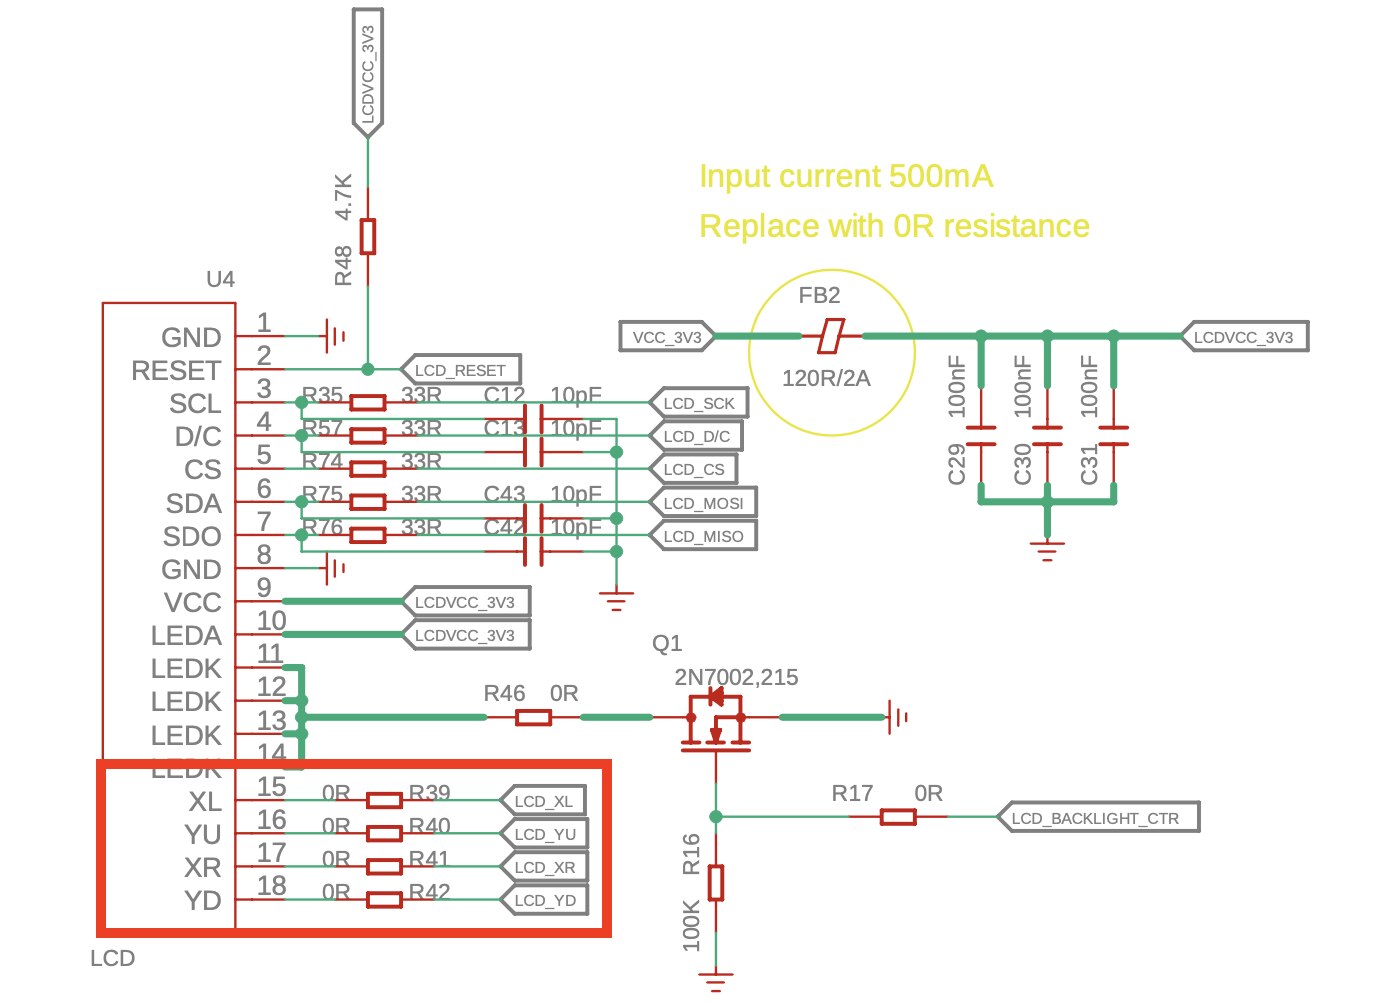 LCDVCC_3V3
4.7K
R48
Input current 500mA
Replace with 0R resistance
U4
FB2
120R/2A
VCC_3V3
LCDVCC_3V3
100nF
100nF
100nF
C29
C30
C31
GND 1
RESET 2
LCD_RESET
SCL 3 R35 33R C12 10pF LCD_SCK
D/C 4 R57 33R C13 10pF LCD_D/C
CS 5 R74 33R LCD_CS
SDA 6 R75 33R C43 10pF LCD_MOSI
SDO 7 R76 33R C42 10pF LCD_MISO
GND 8
VCC 9 LCDVCC_3V3
LEDA 10 LCDVCC_3V3
LEDK 11
LEDK 12
LEDK 13
LEDK 14
R46 0R
Q1
2N7002,215
XL 15 0R R39 LCD_XL
YU 16 0R R40 LCD_YU
XR 17 0R R41 LCD_XR
YD 18 0R R42 LCD_YD
R17 0R
LCD_BACKLIGHT_CTR
R16
100K
LCD